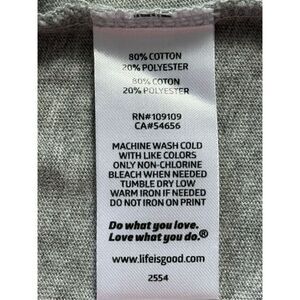 80% COTTON
20% POLYESTER
80% COTON
20% POLYESTER
RN#109109
CA#54656
MACHINE WASH COLD
WITH LIKE COLORS
ONLY NON-CHLORINE
BLEACH WHEN NEEDED
TUMBLE DRY LOW
WARM IRON IF NEEDED
DO NOT IRON ON PRINT
Do what you love.
Love what you do.®
www.lifeisgood.com
2554